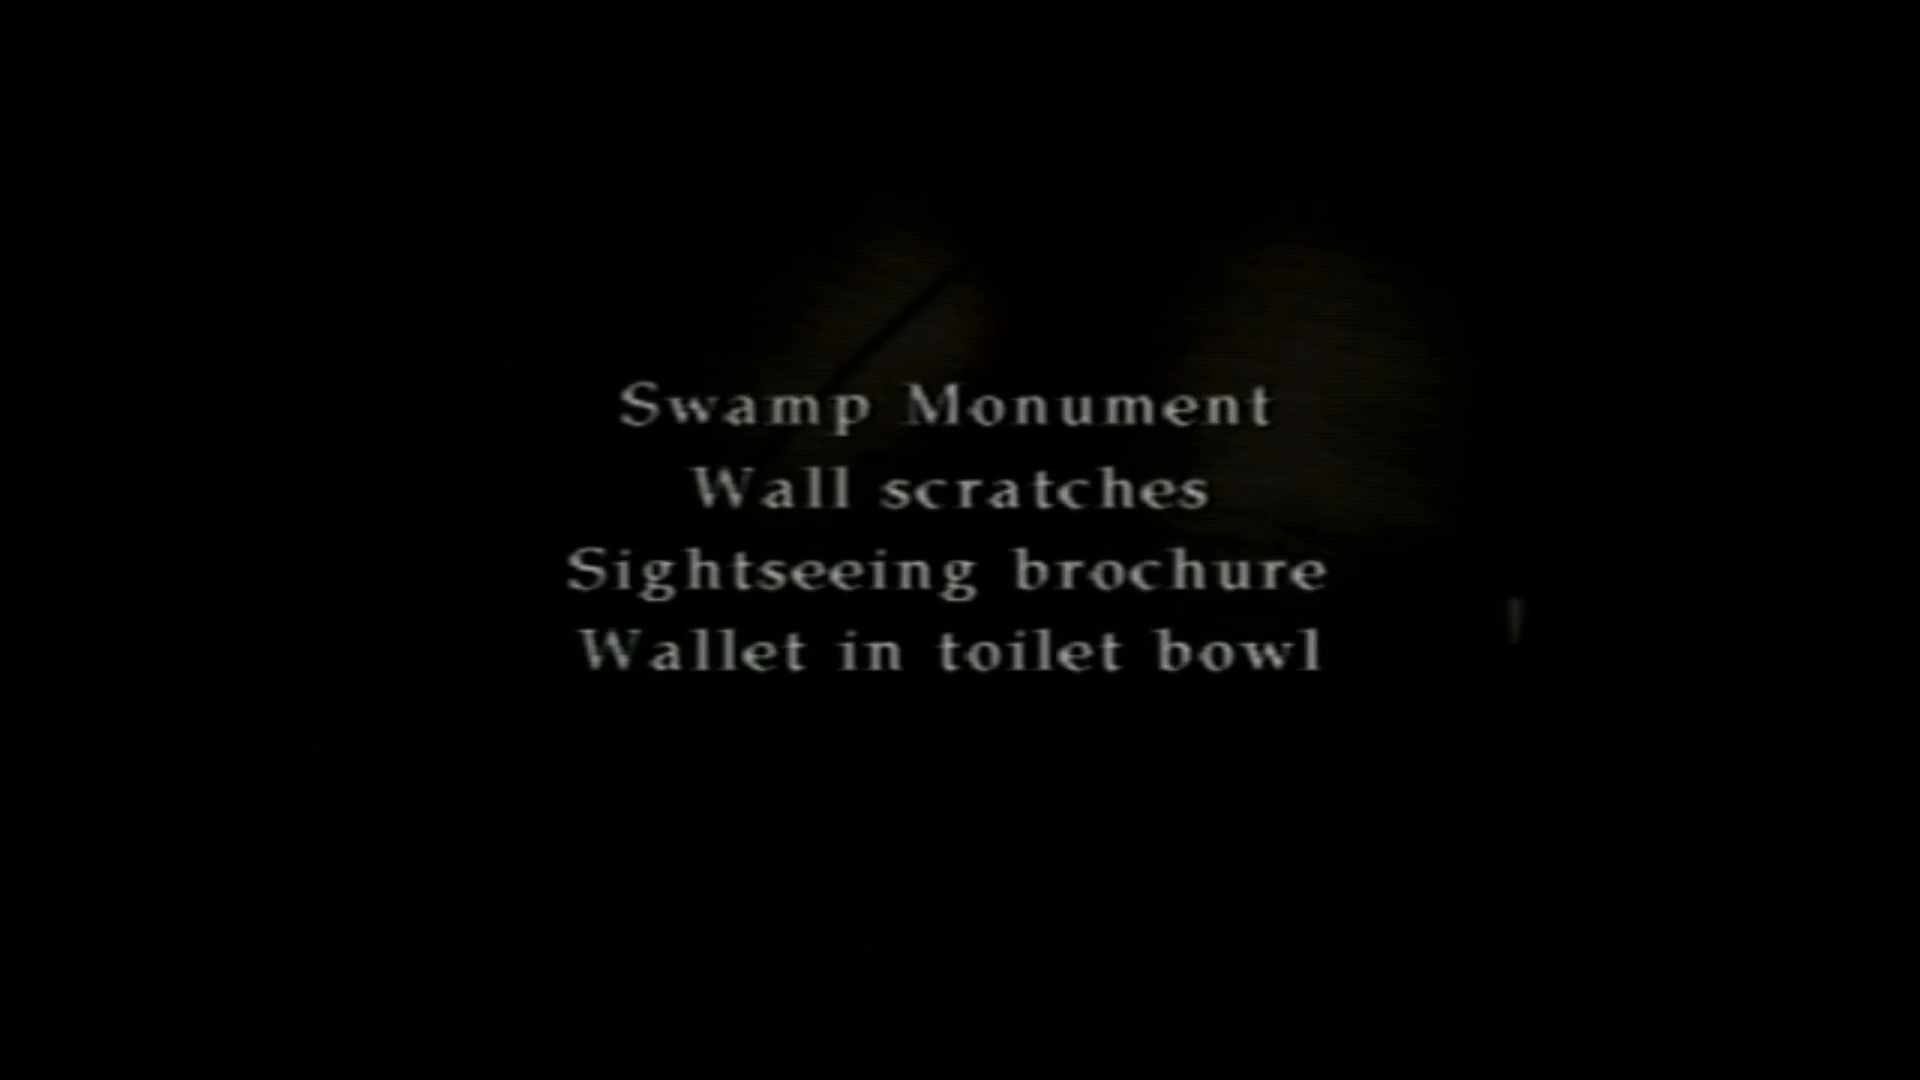 Swamp Monument
Wall scratches
Sightseeing brochure
Wallet in toilet bowl